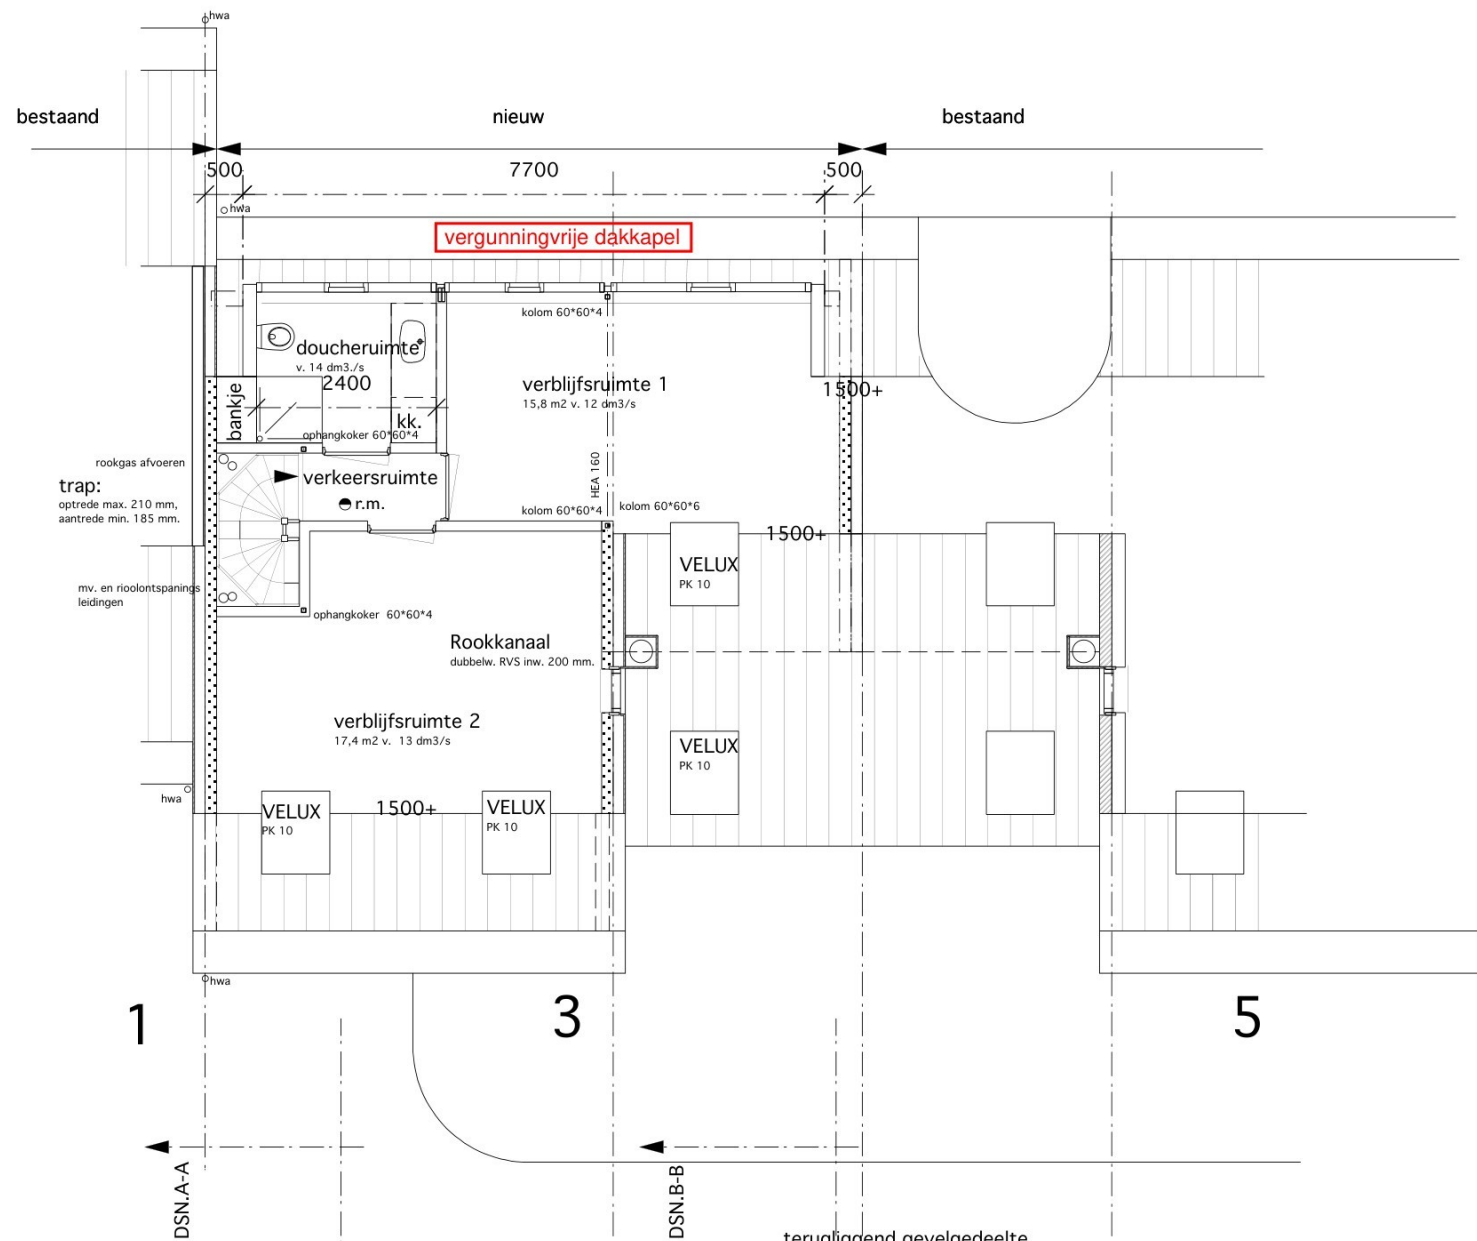 hwa
bestaand
nieuw
bestaand
500
7700
500
hwa
vergunningvrije dakkapel
kolom 60*60*4
doucheruimte
v. 14 dm3./s
2400
verblijfsruimte 1
15,8 m2 v. 12 dm3/s
1500+
bankje
kk.
ophangkoker 60*60*4
rookgas afvoeren
trap:
optrede max. 210 mm,
aantrede min. 185 mm.
verkeersruimte
r.m.
HEA 160
kolom 60*60*4
kolom 60*60*6
1500+
VELUX
PK 10
mv. en rioolontspanings
leidingen
ophangkoker 60*60*4
Rookkanaal
dubbelw. RVS inw. 200 mm.
verblijfsruimte 2
17,4 m2 v. 13 dm3/s
VELUX
PK 10
hwa
VELUX
PK 10
1500+
VELUX
PK 10
hwa
1
3
5
DSN.A-A
DSN.B-B
terugliggend gevelgedeelte